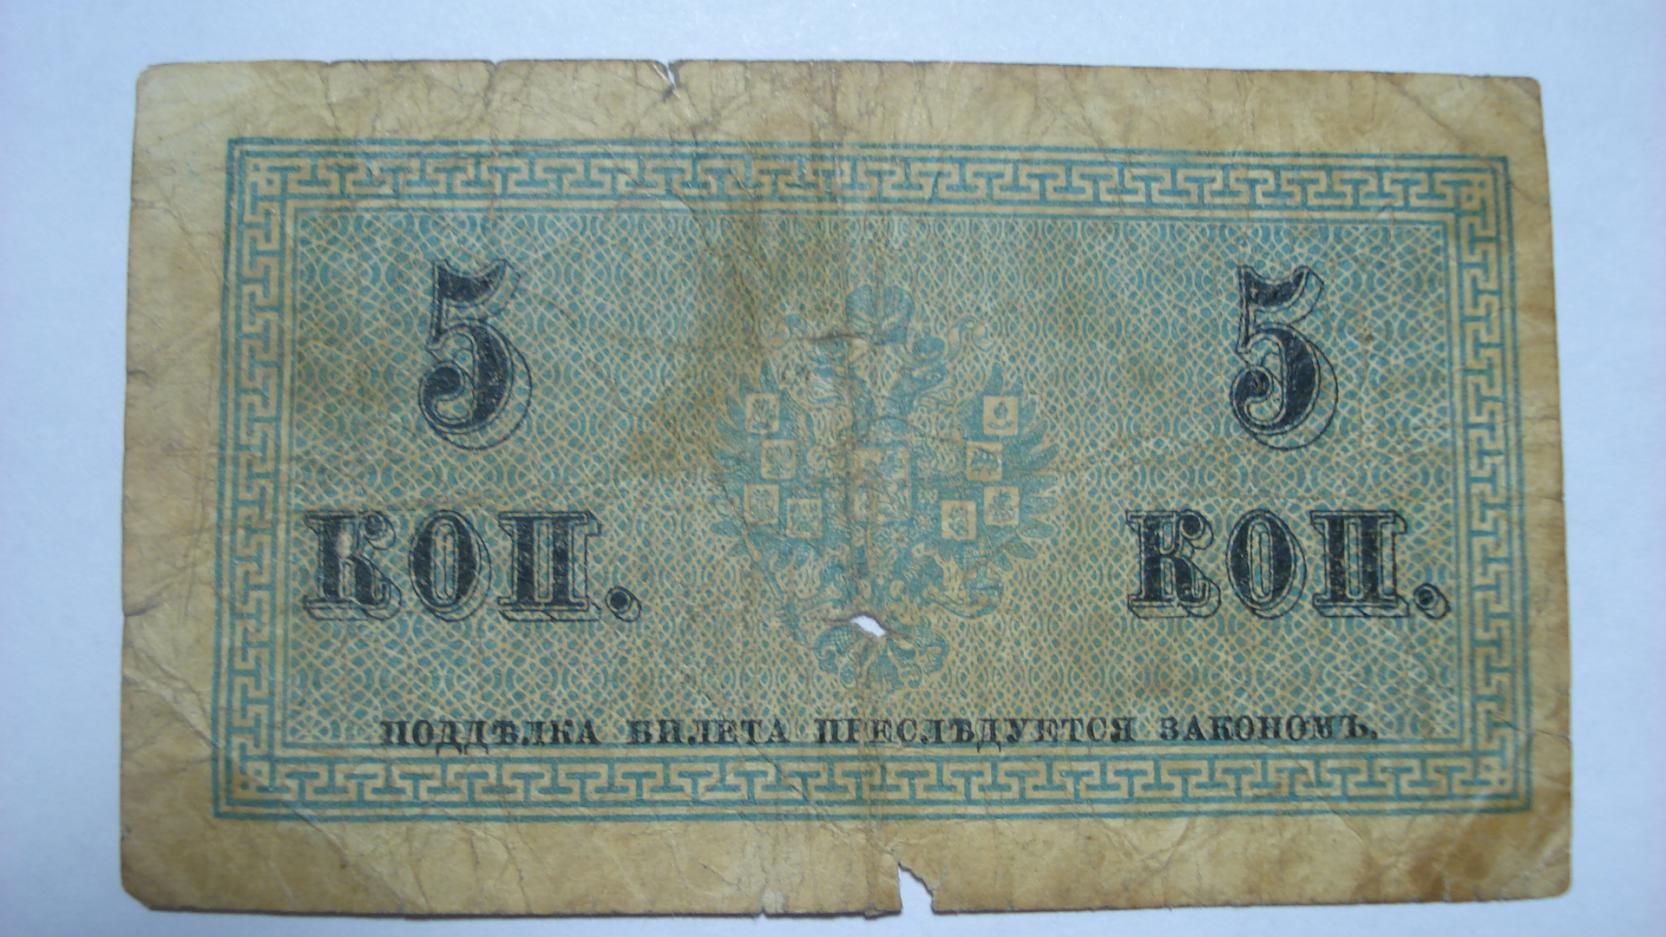 5 5
КОП. КОП.
ПОДДѢЛКА БИЛЕТА ПРЕСЛѢДУЕТСЯ ЗАКОНОМЪ.